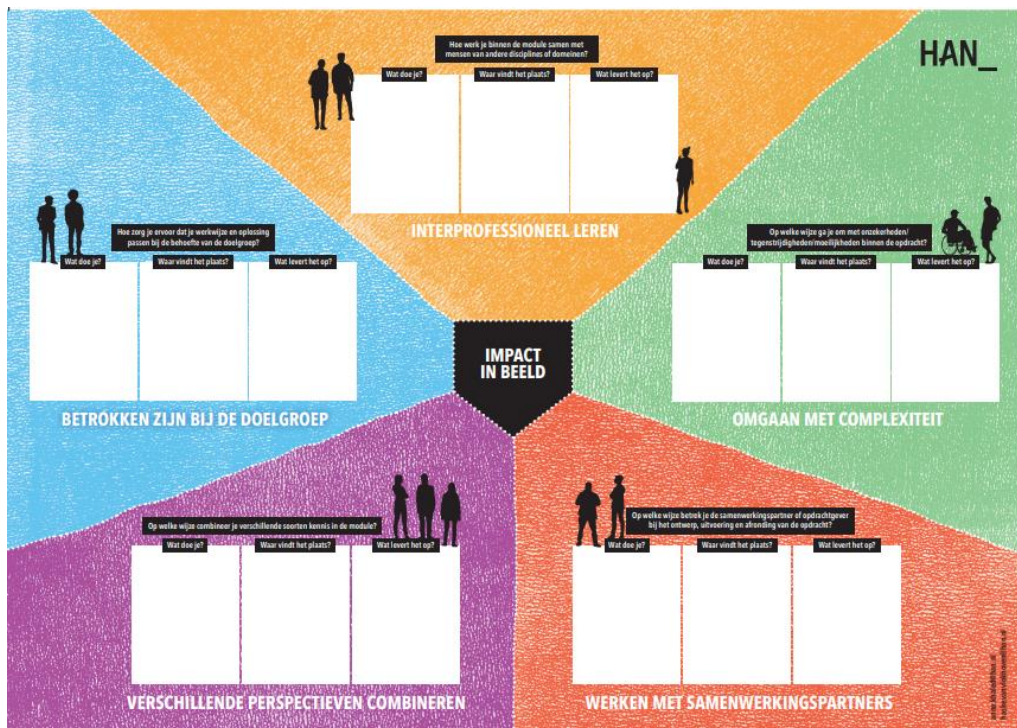 HAN_
Hoe werk je binnen de module samen met
mensen van andere disciplines of domeinen?
Wat doe je?
Waar vindt het plaats?
Wat levert het op?
INTERPROFESSIONEEL LEREN
Hoe zorg je ervoor dat je werkwijze en oplossing
passen bij de behoefte van de doelgroep?
Wat doe je?
Waar vindt het plaats?
Wat levert het op?
BETROKKEN ZIJN BIJ DE DOELGROEP
Op welke wijze ga je om met onzekerheden/
tegenstrijdigheden/moeilijkheden binnen de opdracht?
Wat doe je?
Waar vindt het plaats?
Wat levert het op?
OMGAAN MET COMPLEXITEIT
IMPACT
IN BEELD
Op welke wijze combineer je verschillende soorten kennis in de module?
Wat doe je?
Waar vindt het plaats?
Wat levert het op?
VERSCHILLENDE PERSPECTIEVEN COMBINEREN
Op welke wijze betrek je de samenwerkingspartner of opdrachtgever
bij het ontwerp, uitvoering en afronding van de opdracht?
Wat doe je?
Waar vindt het plaats?
Wat levert het op?
WERKEN MET SAMENWERKINGSPARTNERS